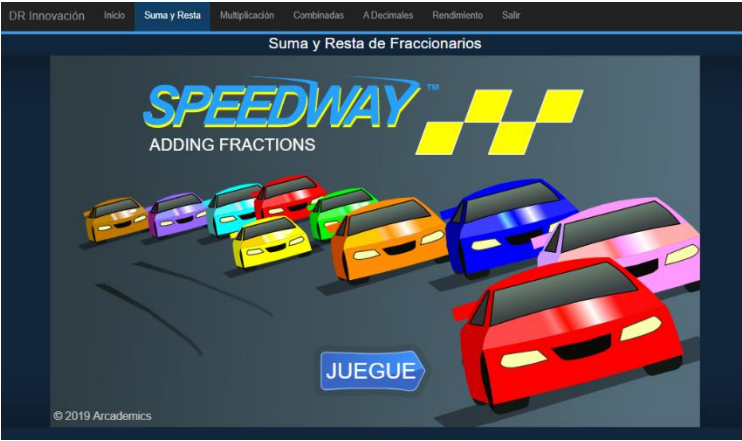 DR Innovación Inicio Suma y Resta Multiplicación Combinadas A Decimales Rendimiento Salir
Suma y Resta de Fraccionarios
SPEEDWAY™
ADDING FRACTIONS
JUEGUE
© 2019 Arcademics